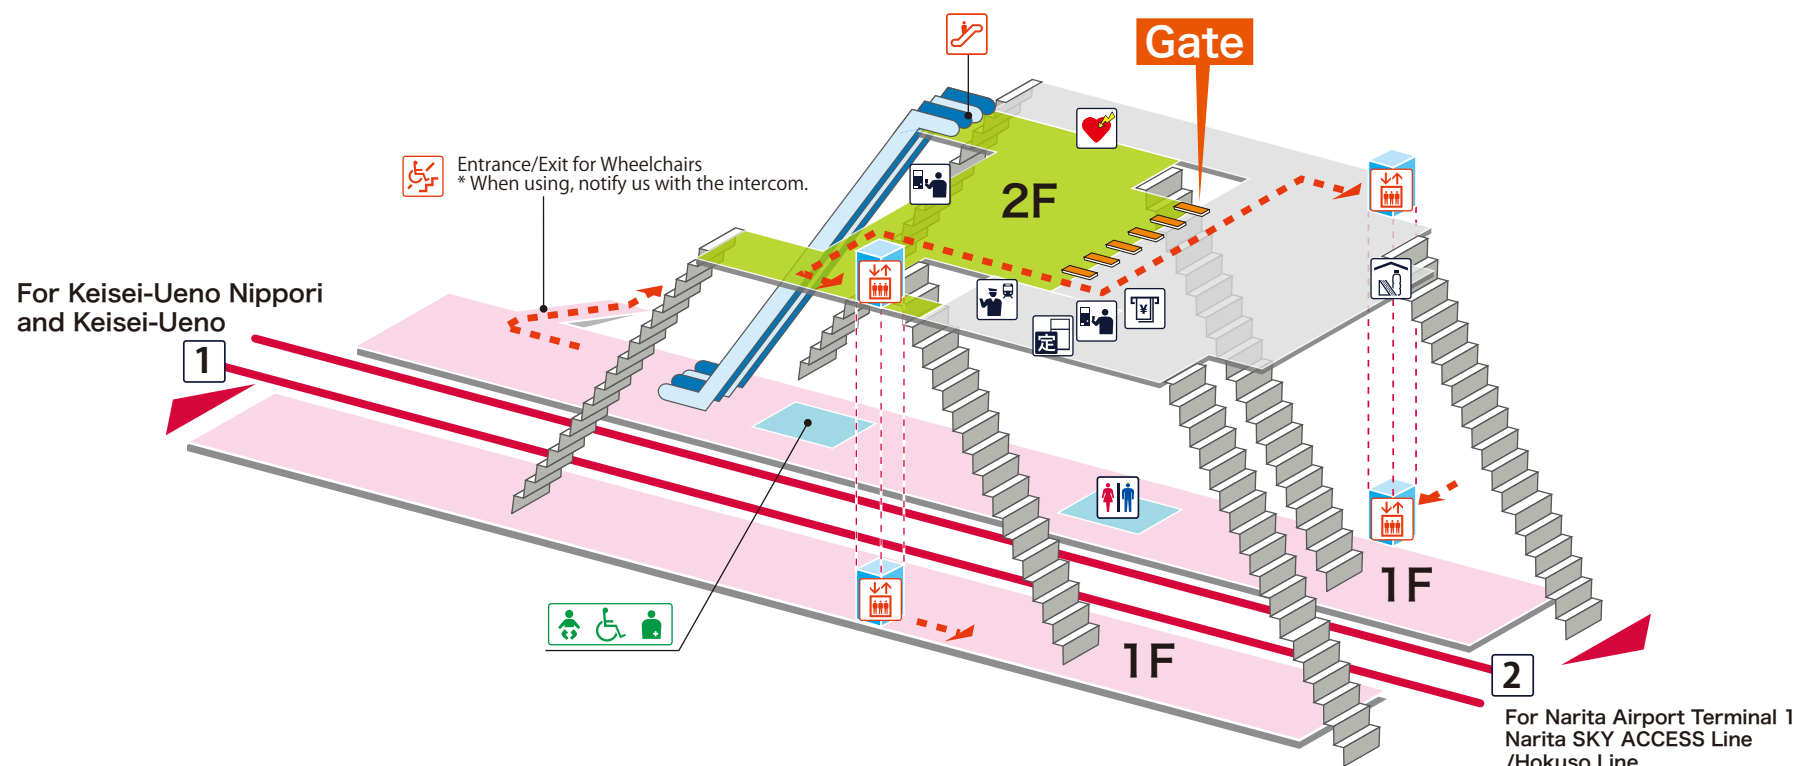 Gate
Entrance/Exit for Wheelchairs
* When using, notify us with the intercom.
2F
For Keisei-Ueno Nippori
and Keisei-Ueno
1
¥
定
1F
1F
2
For Narita Airport Terminal 1
Narita SKY ACCESS Line
/Hokuso Line